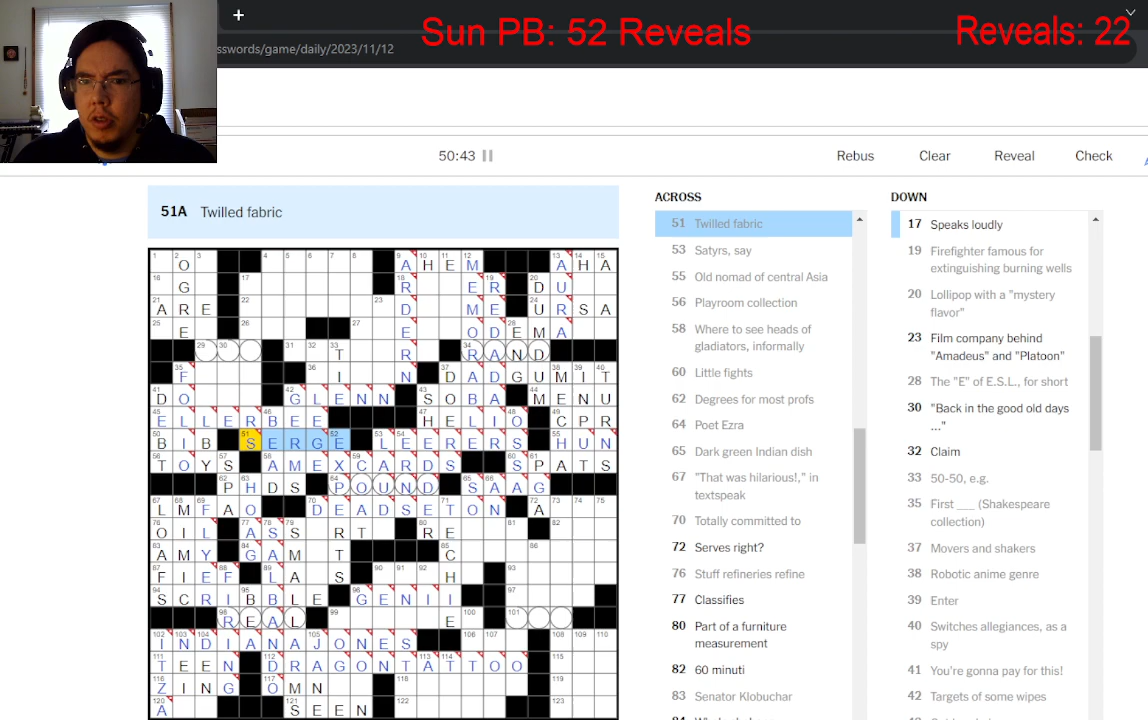 Sun PB: 52 Reveals
Reveals: 22
sswords/game/daily/2023/11/12
50:43
Rebus
Clear
Reveal
Check
51A Twilled fabric
ACROSS
51 Twilled fabric
53 Satyrs, say
55 Old nomad of central Asia
56 Playroom collection
58 Where to see heads of
gladiators, informally
60 Little fights
62 Degrees for most profs
64 Poet Ezra
65 Dark green Indian dish
67 "That was hilarious!," in
textspeak
70 Totally committed to
72 Serves right?
76 Stuff refineries refine
77 Classifies
80 Part of a furniture
measurement
82 60 minuti
83 Senator Klobuchar
DOWN
17 Speaks loudly
19 Firefighter famous for
extinguishing burning wells
20 Lollipop with a "mystery
flavor"
23 Film company behind
"Amadeus" and "Platoon"
28 The "E" of E.S.L., for short
30 "Back in the good old days
..."
32 Claim
33 50-50, e.g.
35 First ___ (Shakespeare
collection)
37 Movers and shakers
38 Robotic anime genre
39 Enter
40 Switches allegiances, as a
spy
41 You're gonna pay for this!
42 Targets of some wipes
O A H E M A H A
G R E R D U
A R E D M E U R S A
E E O D E M A
T R R A N D
F I N D A D G U M I T
D O G L E N N S O B A M E N U
E L L E R B E E H E L I O C P R
B I B S E R G E L E E R E R S H U N
T O Y S A M E X C A R D S S P A T S
P H D S P O U N D S A A G
L M F A O D E A D S E T O N A
O I L A S S R T R E
A M Y G A M T C
F I E F L A S H
S C R I B B L E G E N I I
R E A L E
I N D I A N A J O N E S
T E E N D R A G O N T A T T O O
Z I N G O M N
A S E E N